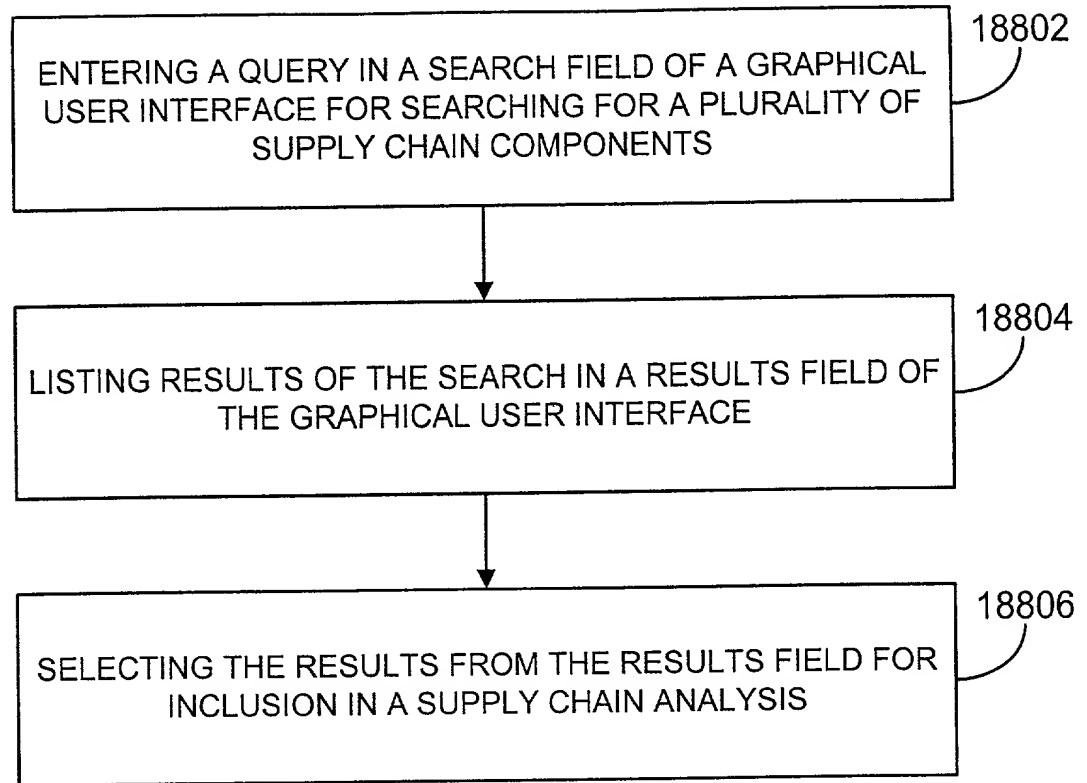 18802
ENTERING A QUERY IN A SEARCH FIELD OF A GRAPHICAL
USER INTERFACE FOR SEARCHING FOR A PLURALITY OF
SUPPLY CHAIN COMPONENTS
18804
LISTING RESULTS OF THE SEARCH IN A RESULTS FIELD OF
THE GRAPHICAL USER INTERFACE
18806
SELECTING THE RESULTS FROM THE RESULTS FIELD FOR
INCLUSION IN A SUPPLY CHAIN ANALYSIS